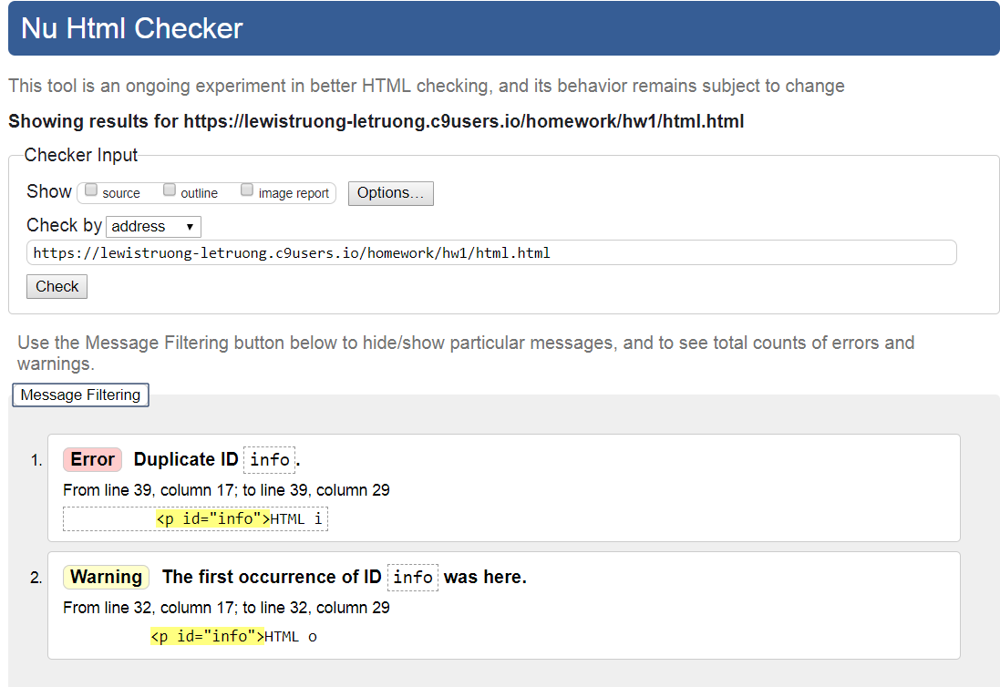 Nu Html Checker
This tool is an ongoing experiment in better HTML checking, and its behavior remains subject to change
Showing results for https://lewistruong-letruong.c9users.io/homework/hw1/html.html
Checker Input
Show source outline image report Options...
Check by address
https://lewistruong-letruong.c9users.io/homework/hw1/html.html
Check
Use the Message Filtering button below to hide/show particular messages, and to see total counts of errors and
warnings.
Message Filtering
1. Error Duplicate ID info.
From line 39, column 17; to line 39, column 29
<p id="info">HTML i
2. Warning The first occurrence of ID info was here.
From line 32, column 17; to line 32, column 29
<p id="info">HTML o